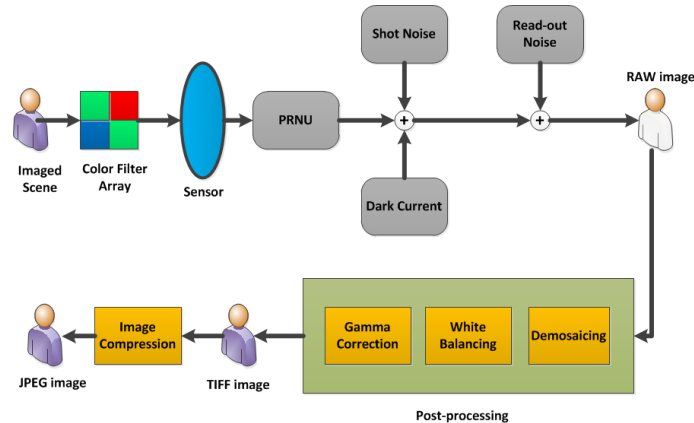 Shot Noise
Read-out
Noise
RAW image
PRNU
+
+
Imaged
Scene
Color Filter
Array
Sensor
Dark Current
Image
Compression
Gamma
Correction
White
Balancing
Demosaicing
JPEG image
TIFF image
Post-processing